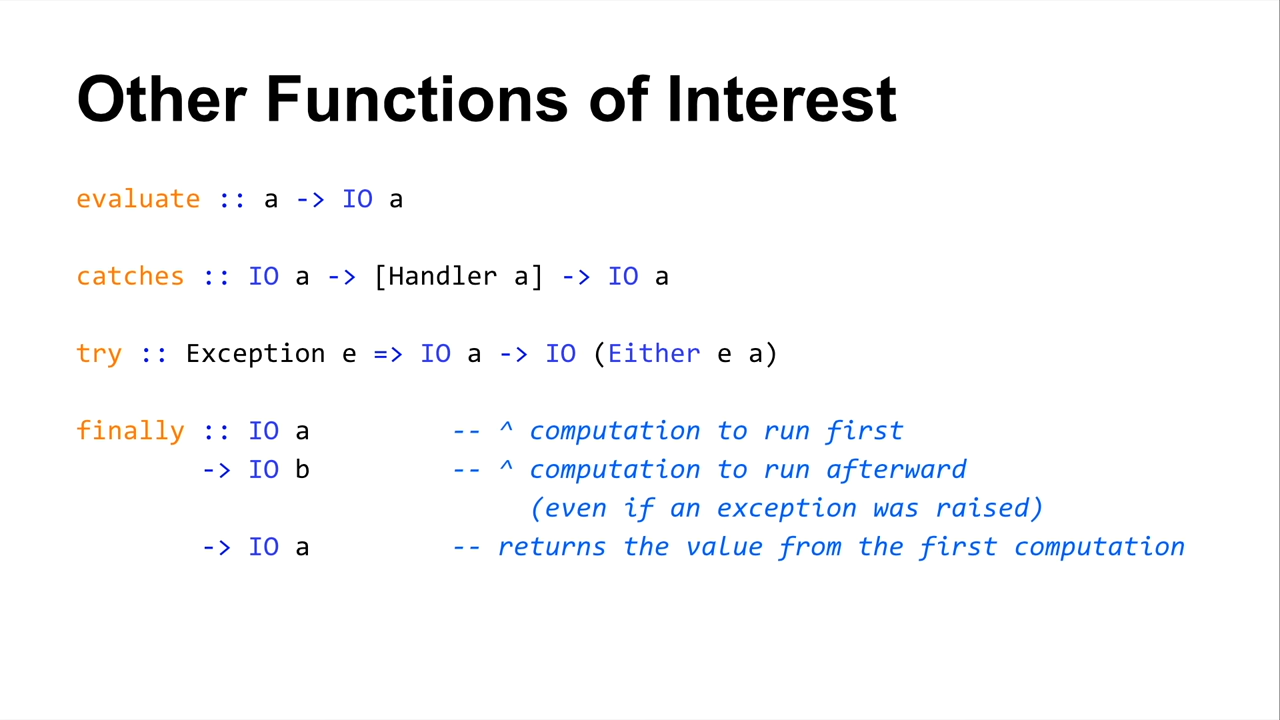 Other Functions of Interest
evaluate :: a -> IO a
catches :: IO a -> [Handler a] -> IO a
try :: Exception e => IO a -> IO (Either e a)
finally :: IO a -- ^ computation to run first
-> IO b -- ^ computation to run afterward
(even if an exception was raised)
-> IO a -- returns the value from the first computation